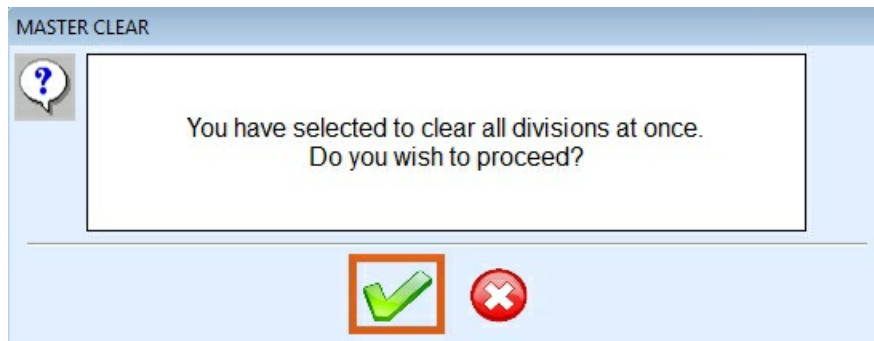 MASTER CLEAR
?
You have selected to clear all divisions at once.
Do you wish to proceed?